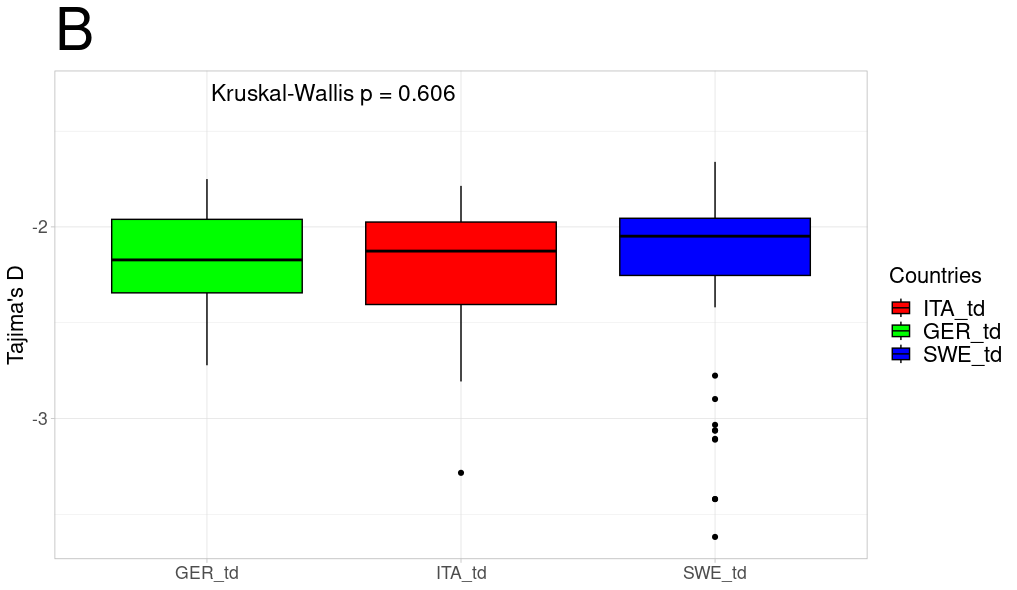 B
Kruskal-Wallis p = 0.606
Tajima's D
-2
-3
GER_td
ITA_td
SWE_td
Countries
ITA_td
GER_td
SWE_td